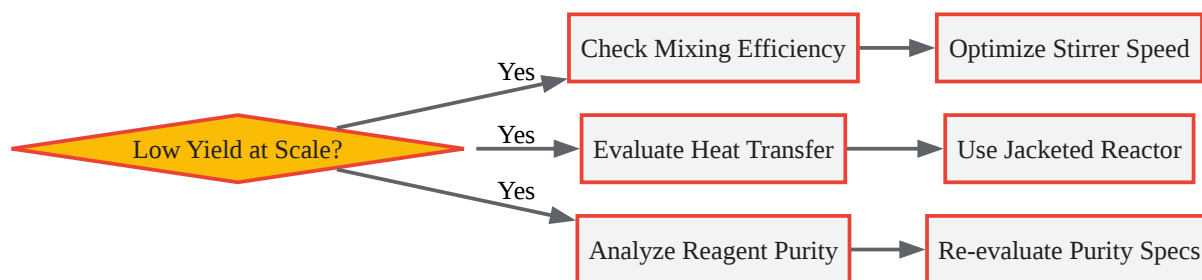 Check Mixing Efficiency
Optimize Stirrer Speed
Yes
Low Yield at Scale?
Yes
Evaluate Heat Transfer
Use Jacketed Reactor
Yes
Analyze Reagent Purity
Re-evaluate Purity Specs